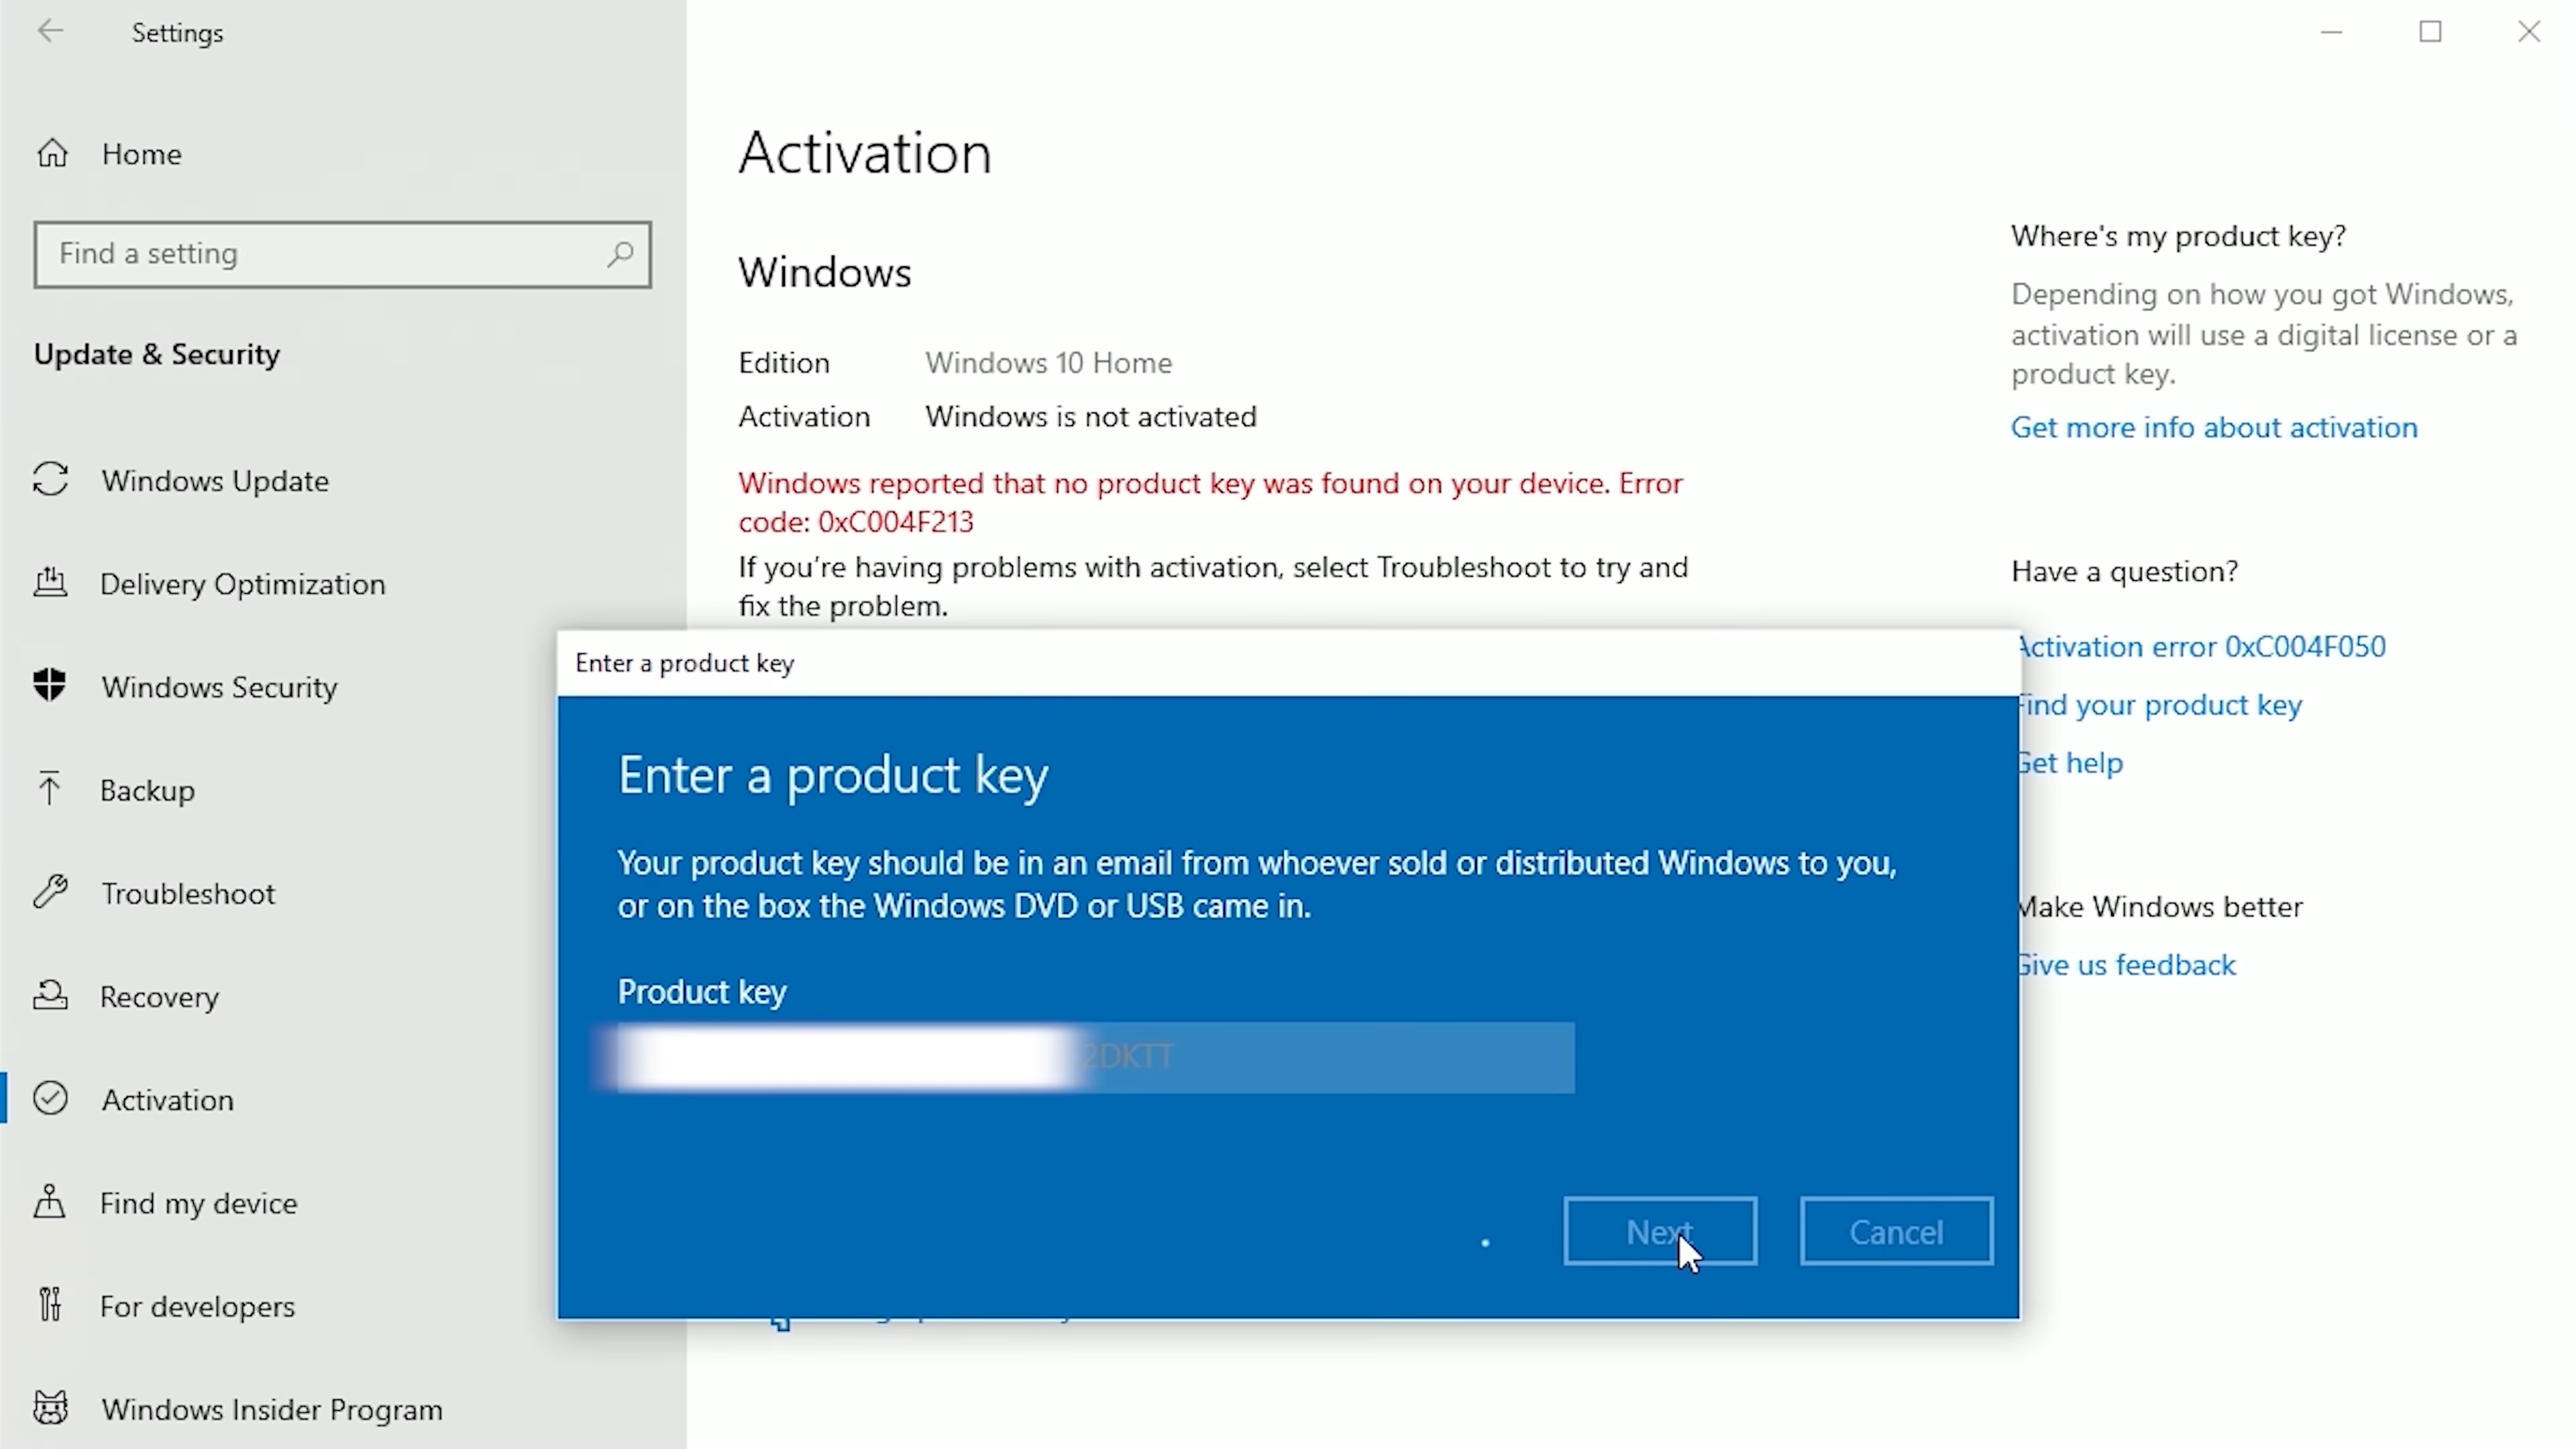 Settings
Home
Find a setting
Update & Security
Windows Update
Delivery Optimization
Windows Security
Backup
Troubleshoot
Recovery
Activation
Find my device
For developers
Windows Insider Program
Activation
Windows
Edition Windows 10 Home
Activation Windows is not activated
Windows reported that no product key was found on your device. Error
code: 0xC004F213
If you're having problems with activation, select Troubleshoot to try and
fix the problem.
Enter a product key
Enter a product key
Your product key should be in an email from whoever sold or distributed Windows to you,
or on the box the Windows DVD or USB came in.
Product key
2DKTT
Next
Cancel
Where's my product key?
Depending on how you got Windows,
activation will use a digital license or a
product key.
Get more info about activation
Have a question?
Activation error 0xC004F050
Find your product key
Get help
Make Windows better
Give us feedback